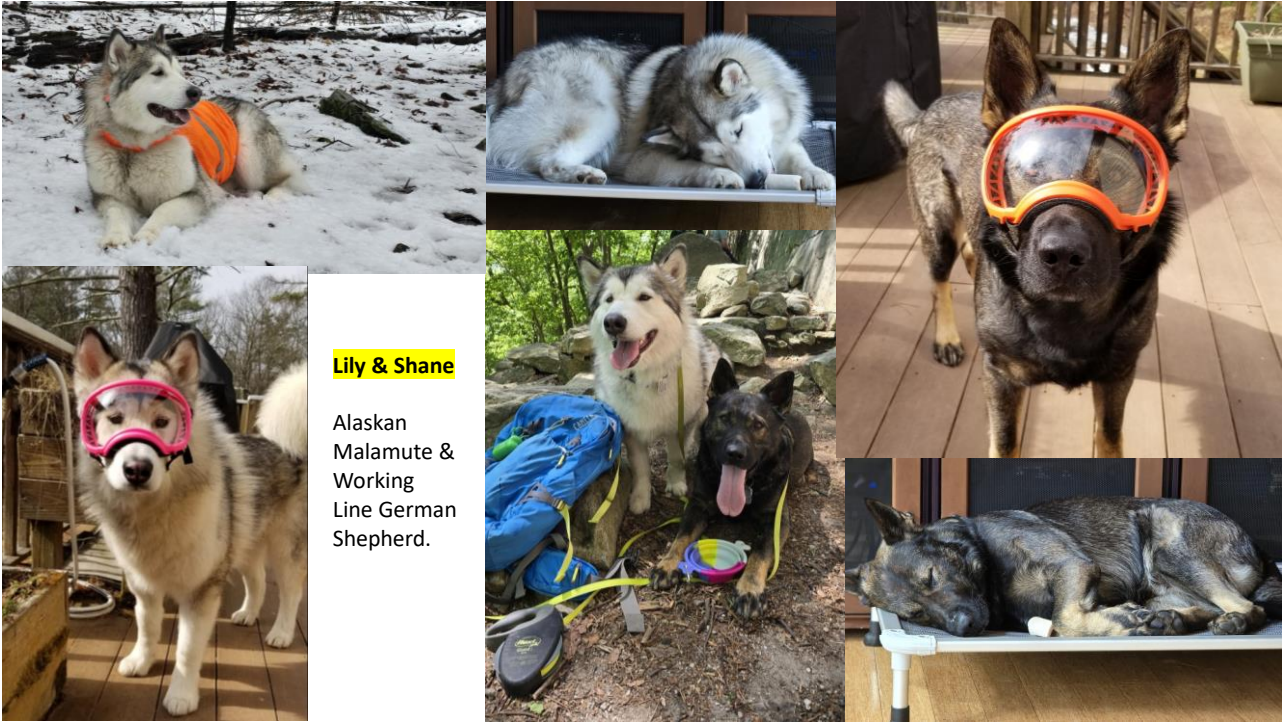 Lily & Shane
Alaskan
Malamute &
Working
Line German
Shepherd.